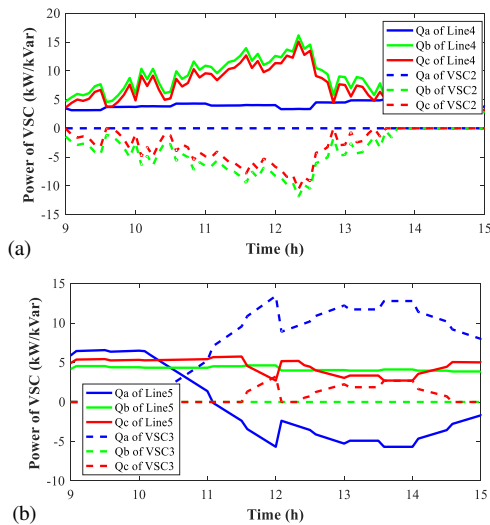 20
15
10
5
0
-5
-10
-15
Power of VSC (kW/kVar)
Qa of Line4
Qb of Line4
Qc of Line4
Qa of VSC2
Qb of VSC2
Qc of VSC2
9 10 11 12 13 14 15
Time (h)
(a)
15
10
5
0
-5
-10
Power of VSC (kW/kVar)
Qa of Line5
Qb of Line5
Qc of Line5
Qa of VSC3
Qb of VSC3
Qc of VSC3
9 10 11 12 13 14 15
Time (h)
(b)